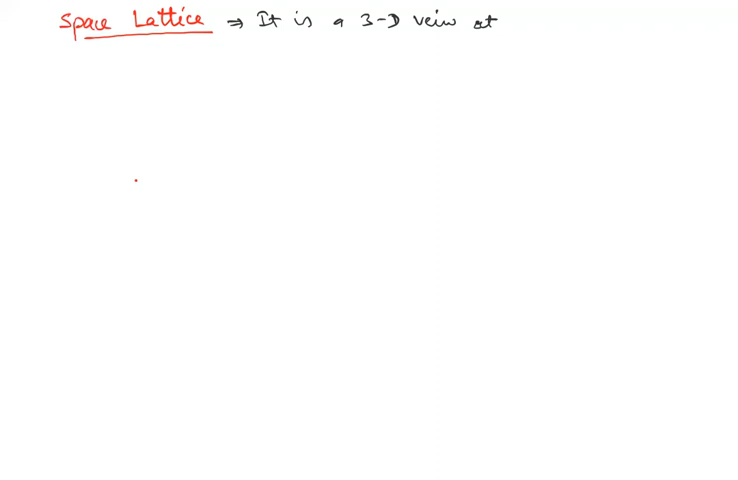 Space Lattice ⇒ It is a 3-D veiw at